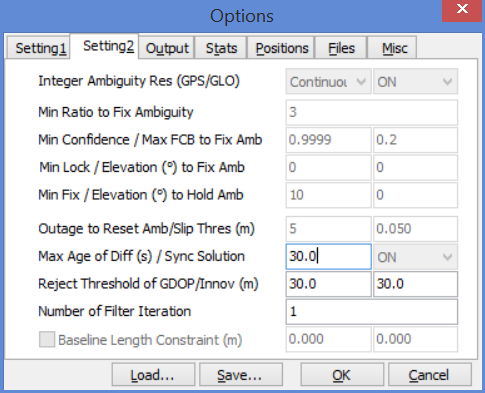 Options
Setting1 Setting2 Output Stats Positions Files Misc
Integer Ambiguity Res (GPS/GLO) Continuou ON
Min Ratio to Fix Ambiguity 3
Min Confidence / Max FCB to Fix Amb 0.9999 0.2
Min Lock / Elevation (°) to Fix Amb 0 0
Min Fix / Elevation (°) to Hold Amb 10 0
Outage to Reset Amb/Slip Thres (m) 5 0.050
Max Age of Diff (s) / Sync Solution 30.0 ON
Reject Threshold of GDOP/Innov (m) 30.0 30.0
Number of Filter Iteration 1
Baseline Length Constraint (m) 0.000 0.000
Load... Save... OK Cancel